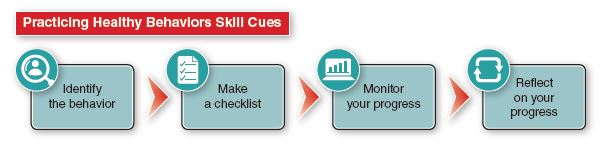 Practicing Healthy Behaviors Skill Cues
Identify
the behavior
Make
a checklist
Monitor
your progress
Reflect
on your
progress